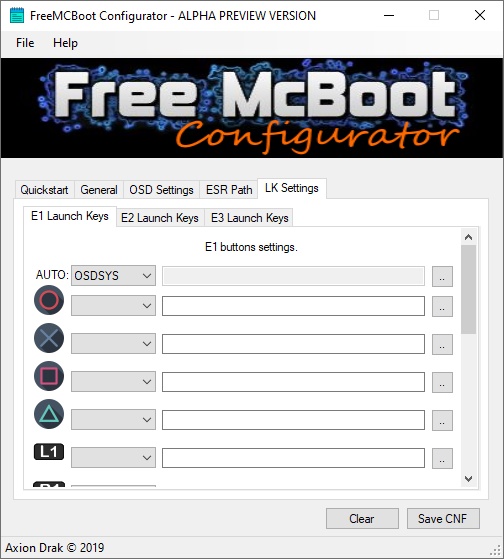 FreeMCBoot Configurator - ALPHA PREVIEW VERSION
File Help
Free McBoot
Configurator
Quickstart General OSD Settings ESR Path LK Settings
E1 Launch Keys E2 Launch Keys E3 Launch Keys
E1 buttons settings.
AUTO: OSDSYS ..
..
..
..
..
L1 ..
R1
Clear Save CNF
Axion Drak © 2019